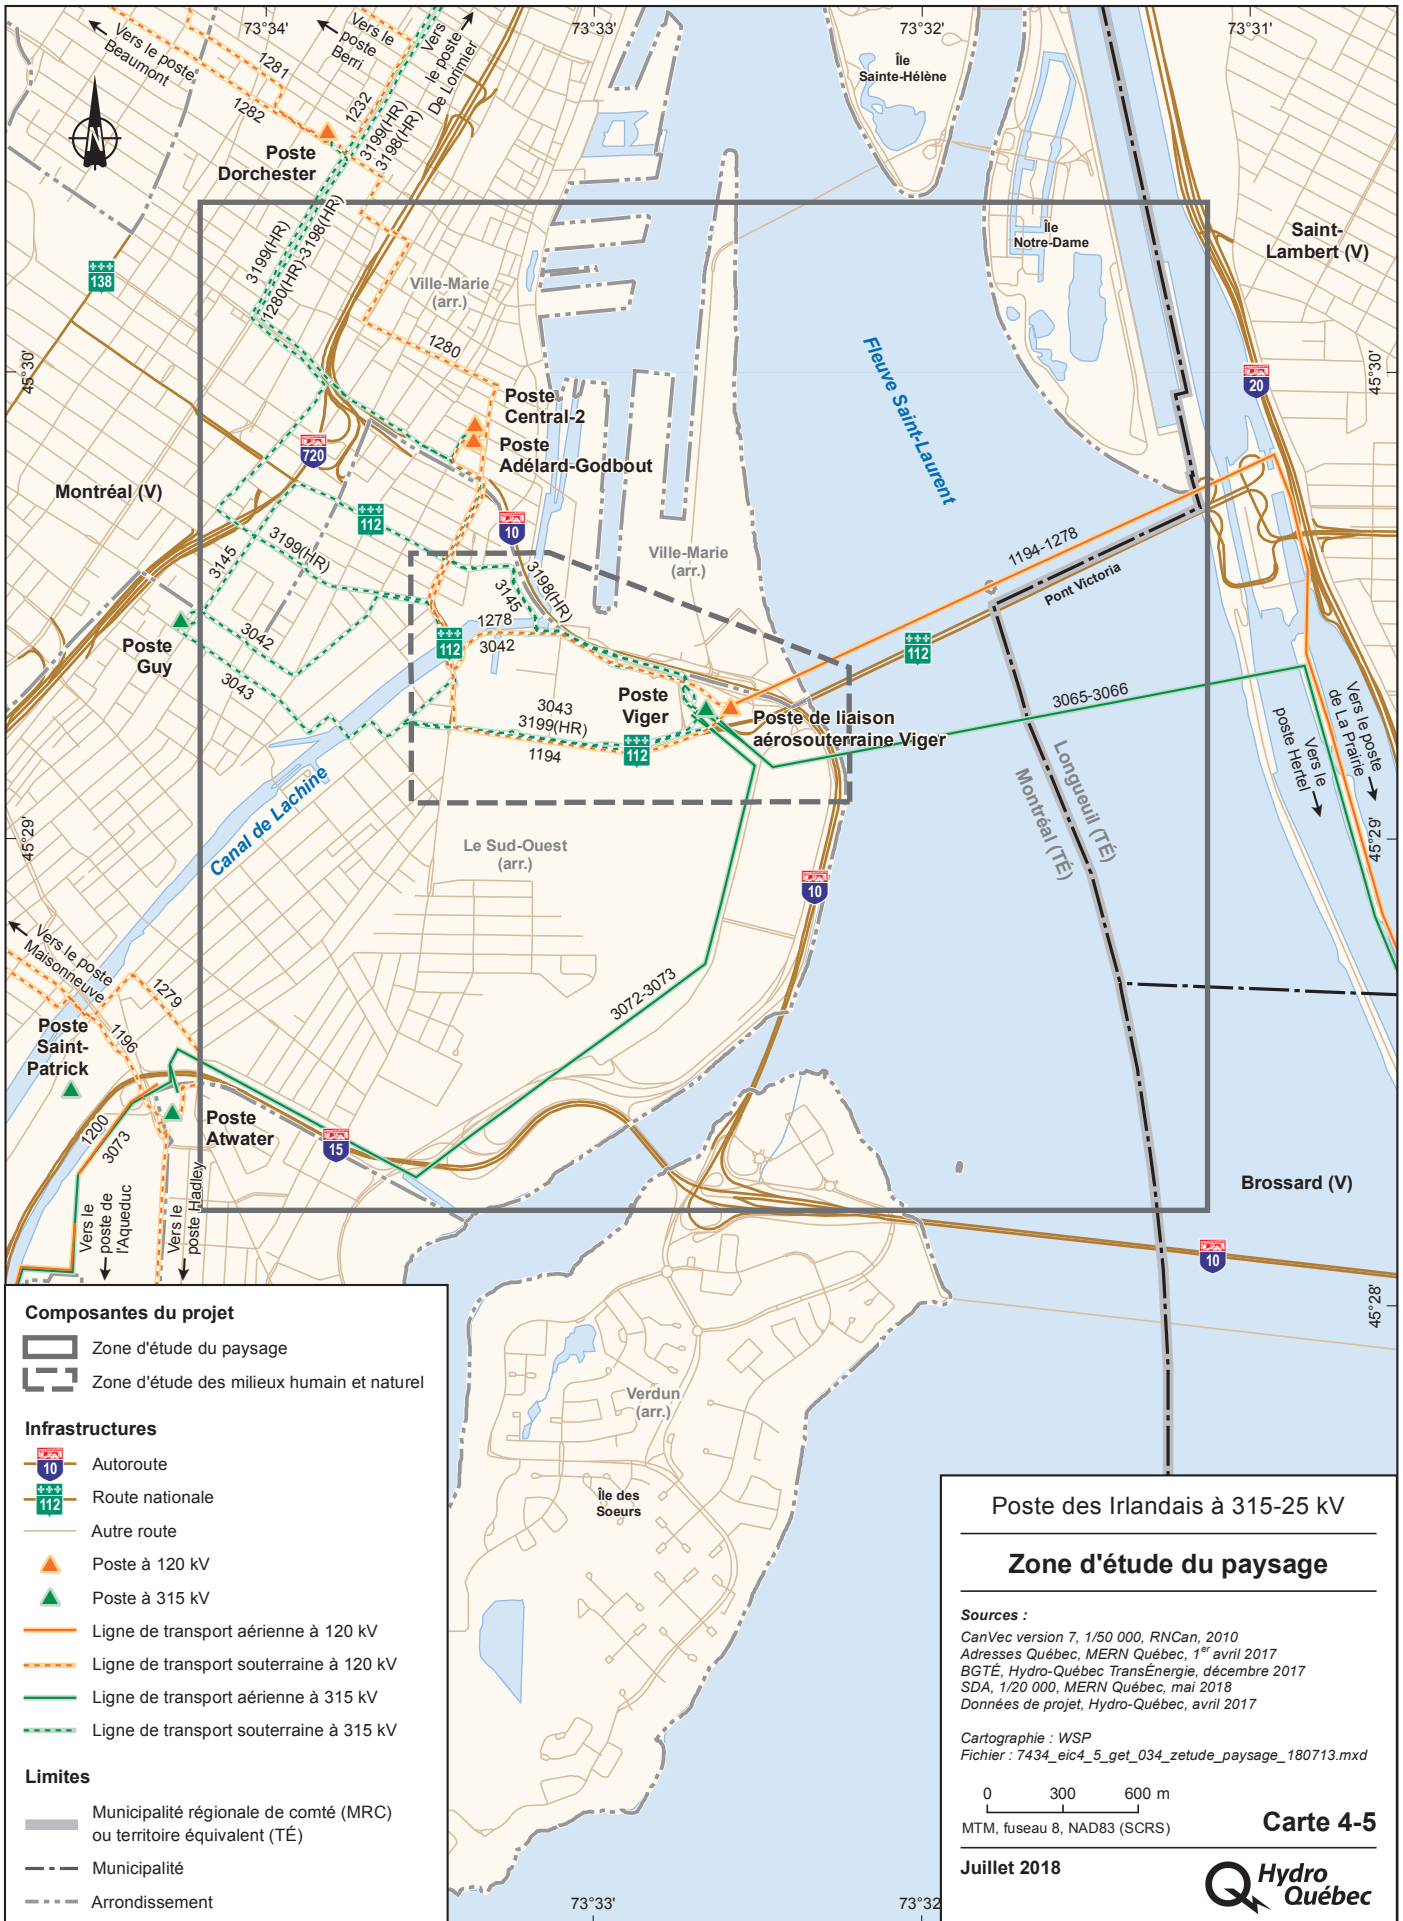 73°34'
73°33'
73°32'
73°31'
Vers le poste
Beaumont
Vers le
poste
Berri
Vers
le poste
De Lorimier
1281
1282
1232
3199(HR)
3198(HR)
Poste
Dorchester
Île
Sainte-Hélène
Île
Notre-Dame
Saint-
Lambert (V)
138
3199(HR)
1280(HR)-3198(HR)
Ville-Marie
(arr.)
1280
45°30'
45°30'
20
Fleuve Saint-Laurent
Poste
Central-2
Poste
Adélard-Godbout
720
Montréal (V)
112
10
3199(HR)
3145
Ville-Marie
(arr.)
1194-1278
Pont Victoria
3198(HR)
3145
1278
3042
112
112
Poste
Guy
3042
3043
Poste
Viger
3043
3199(HR)
1194
112
Poste de liaison
aérosouterraine Viger
3065-3066
Vers le poste
de La Prairie
Vers le
poste Hertel
Longueuil (TÉ)
Montréal (TÉ)
Canal de Lachine
45°29'
45°29'
Le Sud-Ouest
(arr.)
10
Vers le poste
Maisonneuve
1279
1196
3072-3073
Poste
Saint-
Patrick
Poste
Atwater
1200
3073
15
Vers le
poste de
l'Aqueduc
Vers le
poste Hadley
Brossard (V)
10
45°28'
Verdun
(arr.)
Île des
Soeurs
73°33'
73°32
Composantes du projet
Zone d'étude du paysage
Zone d'étude des milieux humain et naturel
Infrastructures
10 Autoroute
112 Route nationale
Autre route
Poste à 120 kV
Poste à 315 kV
Ligne de transport aérienne à 120 kV
Ligne de transport souterraine à 120 kV
Ligne de transport aérienne à 315 kV
Ligne de transport souterraine à 315 kV
Limites
Municipalité régionale de comté (MRC)
ou territoire équivalent (TÉ)
Municipalité
Arrondissement
Poste des Irlandais à 315-25 kV
Zone d'étude du paysage
Sources :
CanVec version 7, 1/50 000, RNCan, 2010
Adresses Québec, MERN Québec, 1er avril 2017
BGTÉ, Hydro-Québec TransÉnergie, décembre 2017
SDA, 1/20 000, MERN Québec, mai 2018
Données de projet, Hydro-Québec, avril 2017
Cartographie : WSP
Fichier : 7434_eic4_5_get_034_zetude_paysage_180713.mxd
0 300 600 m
MTM, fuseau 8, NAD83 (SCRS)
Carte 4-5
Juillet 2018
Hydro
Québec
N